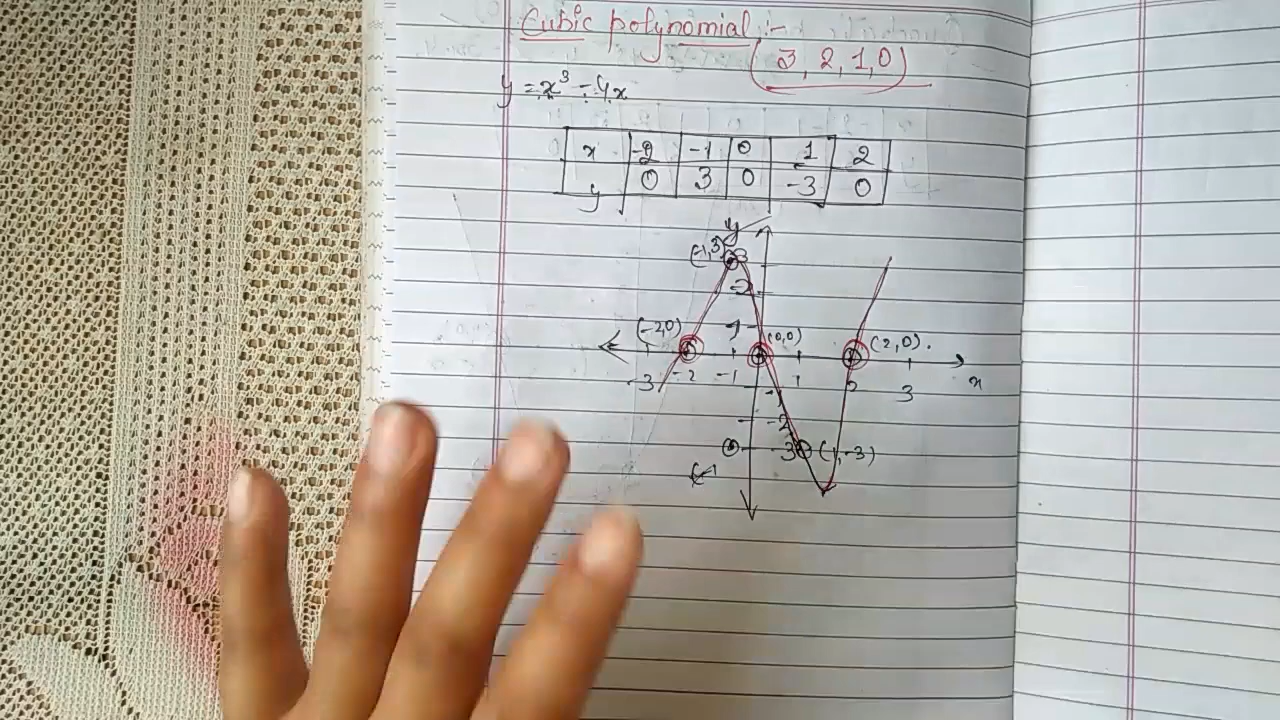 Cubic polynomial :-
(3, 2, 1, 0)
y = x³ - 4x
x -2 -1 0 1 2
y 0 3 0 -3 0
y
(-1,3) 3
2
1
(-2,0) (0,0) (2,0).
-3 -2 -1 1 2 3 x
-1
-2
-3 (1,-3)